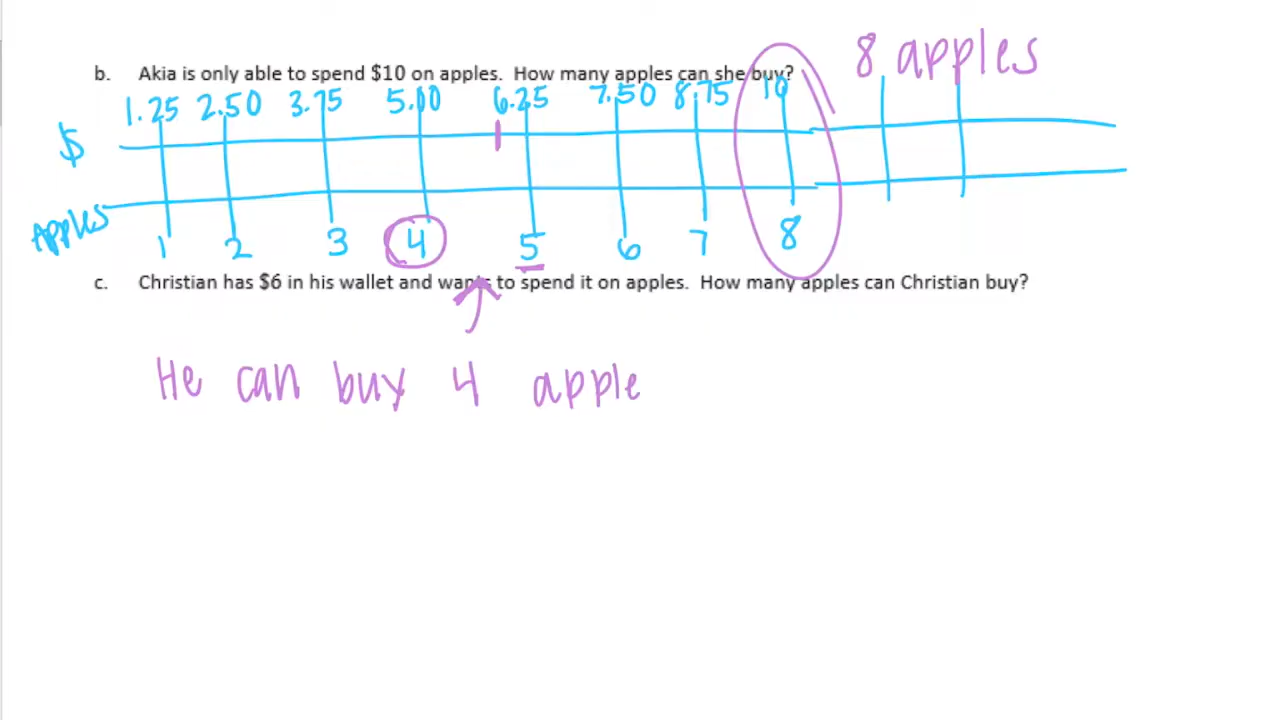 8 apples
b. Akia is only able to spend $10 on apples. How many apples can she buy?
1.25 2.50 3.75 5.00 6.25 7.50 8.75 10
$
Apples
1 2 3 4 5 6 7 8
c. Christian has $6 in his wallet and wants to spend it on apples. How many apples can Christian buy?
He can buy 4 apple